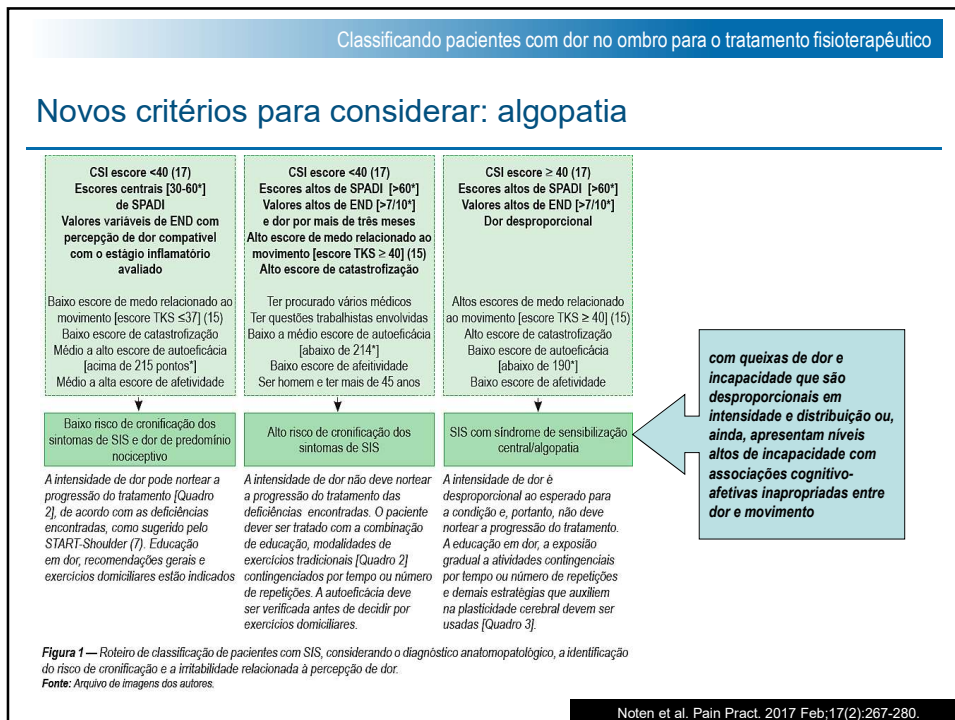 Classificando pacientes com dor no ombro para o tratamento fisioterapêutico
Novos critérios para considerar: algopatia
CSI escore <40 (17)
Escores centrais [30-60*]
de SPADI
Valores variáveis de END com
percepção de dor compatível
com o estágio inflamatório
avaliado
Baixo escore de medo relacionado ao
movimento [escore TKS ≤37] (15)
Baixo escore de catastrofização
Médio a alto escore de autoeficácia
[acima de 215 pontos*]
Médio a alta escore de afetividade
Baixo risco de cronificação dos
sintomas de SIS e dor de predomínio
nociceptivo
A intensidade de dor pode nortear a
progressão do tratamento [Quadro
2], de acordo com as deficiências
encontradas, como sugerido pelo
START-Shoulder (7). Educação
em dor, recomendações gerais e
exercícios domiciliares estão indicados
CSI escore <40 (17)
Escores altos de SPADI [>60*]
Valores altos de END [>7/10*]
e dor por mais de três meses
Alto escore de medo relacionado ao
movimento [escore TKS ≥ 40] (15)
Alto escore de catastrofização
Ter procurado vários médicos
Ter questões trabalhistas envolvidas
Baixo a médio escore de autoeficácia
[abaixo de 214*]
Baixo escore de afeitividade
Ser homem e ter mais de 45 anos
Alto risco de cronificação dos
sintomas de SIS
A intensidade de dor não deve nortear
a progressão do tratamento das
deficiências encontradas. O paciente
dever ser tratado com a combinação
de educação, modalidades de
exercícios tradicionais [Quadro 2]
contingenciados por tempo ou número
de repetições. A autoeficácia deve
ser verificada antes de decidir por
exercícios domiciliares.
CSI escore ≥ 40 (17)
Escores altos de SPADI [>60*]
Valores altos de END [>7/10*]
Dor desproporcional
Altos escores de medo relacionado
ao movimento [escore TKS ≥ 40] (15)
Alto escore de catastrofização
Baixo escore de autoeficácia
[abaixo de 190*]
Baixo escore de afetividade
SIS com síndrome de sensibilização
central/algopatia
A intensidade de dor é
desproporcional ao esperado para
a condição e, portanto, não deve
nortear a progressão do tratamento.
A educação em dor, a exposião
gradual a atividades contingenciais
por tempo ou número de repetições
e demais estratégias que auxiliem
na plasticidade cerebral devem ser
usadas [Quadro 3].
com queixas de dor e
incapacidade que são
desproporcionais em
intensidade e distribuição ou,
ainda, apresentam níveis
altos de incapacidade com
associações cognitivo-
afetivas inapropriadas entre
dor e movimento
Figura 1 — Roteiro de classificação de pacientes com SIS, considerando o diagnóstico anatomopatológico, a identificação
do risco de cronificação e a irritabilidade relacionada à percepção de dor.
Fonte: Arquivo de imagens dos autores.
Noten et al. Pain Pract. 2017 Feb;17(2):267-280.